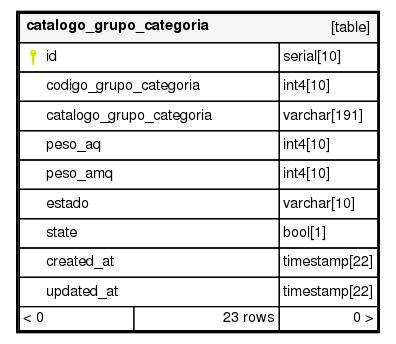 catalogo_grupo_categoria [table]
id serial[10]
codigo_grupo_categoria int4[10]
catalogo_grupo_categoria varchar[191]
peso_aq int4[10]
peso_amq int4[10]
estado varchar[10]
state bool[1]
created_at timestamp[22]
updated_at timestamp[22]
< 0 23 rows 0 >